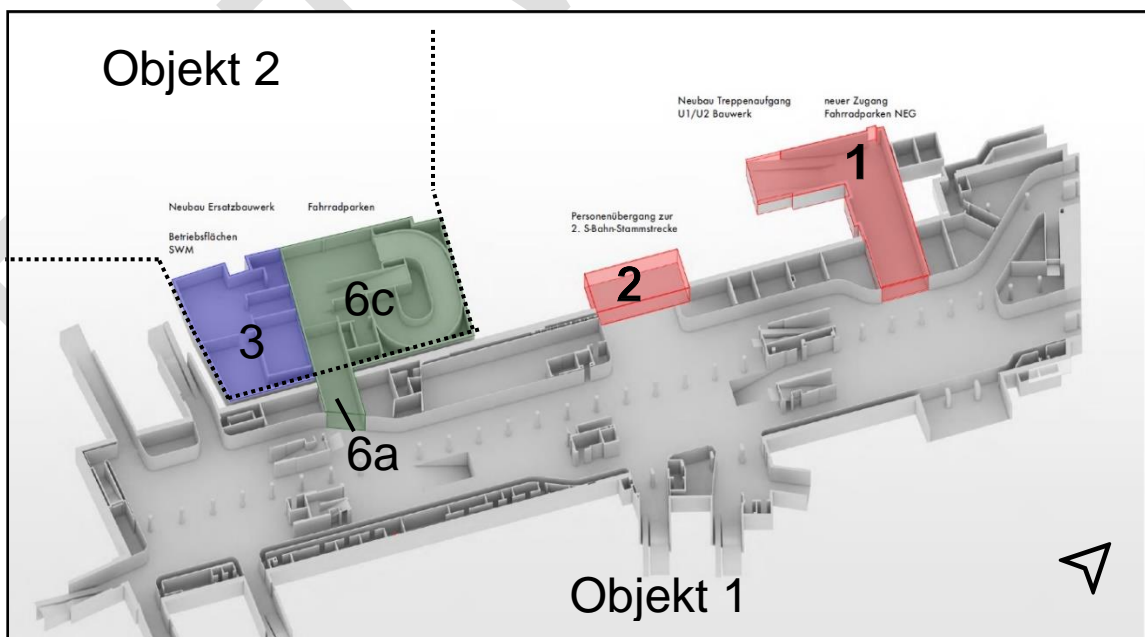 Objekt 2
Neubau Treppenaufgang
U1/U2 Bauwerk
neuer Zugang
Fahrradparken NEG
1
Neubau Ersatzbauwerk
Fahrradparken
Betriebsflächen
SWM
Personenübergang zur
2. S-Bahn-Stammstrecke
2
6c
3
6a
Objekt 1